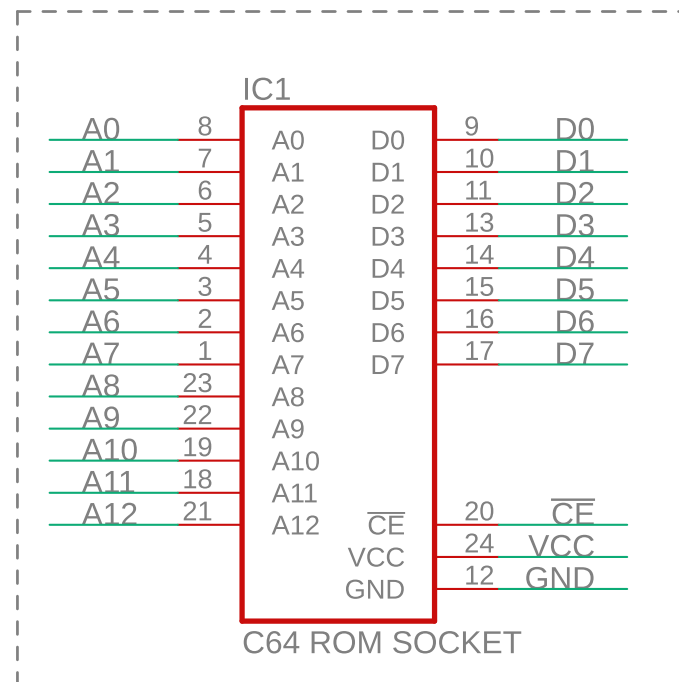 IC1
A0 8 A0 D0 9 D0
A1 7 A1 D1 10 D1
A2 6 A2 D2 11 D2
A3 5 A3 D3 13 D3
A4 4 A4 D4 14 D4
A5 3 A5 D5 15 D5
A6 2 A6 D6 16 D6
A7 1 A7 D7 17 D7
A8 23 A8
A9 22 A9
A10 19 A10
A11 18 A11
A12 21 A12 C̅E̅ 20 C̅E̅
VCC 24 VCC
GND 12 GND
C64 ROM SOCKET